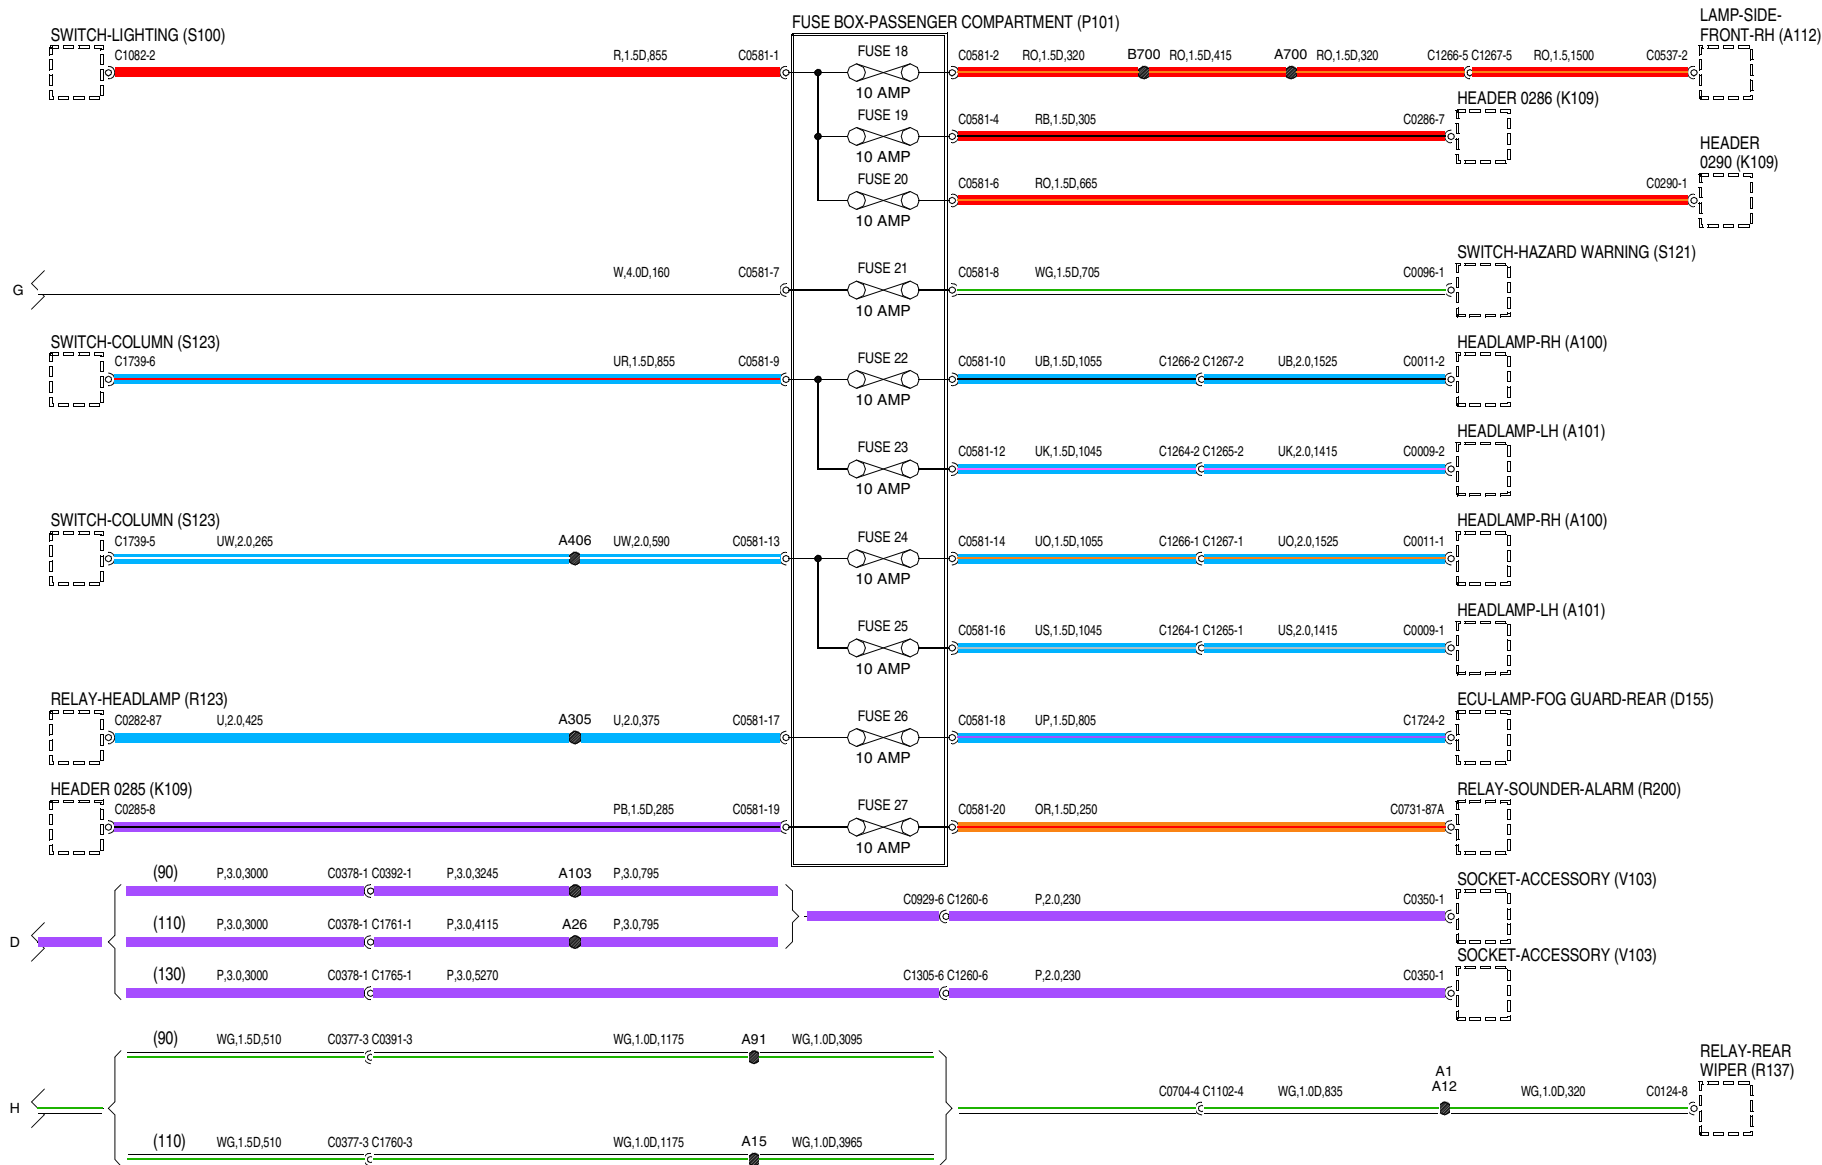 FUSE BOX-PASSENGER COMPARTMENT (P101)
LAMP-SIDE-
FRONT-RH (A112)
SWITCH-LIGHTING (S100)
C1082-2 R,1.5D,855 C0581-1
FUSE 18
10 AMP
C0581-2 RO,1.5D,320 B700 RO,1.5D,415 A700 RO,1.5D,320 C1266-5 C1267-5 RO,1.5,1500 C0537-2
HEADER 0286 (K109)
FUSE 19
10 AMP
C0581-4 RB,1.5D,305 C0286-7
HEADER
0290 (K109)
FUSE 20
10 AMP
C0581-6 RO,1.5D,665 C0290-1
SWITCH-HAZARD WARNING (S121)
G
W,4.0D,160 C0581-7
FUSE 21
10 AMP
C0581-8 WG,1.5D,705 C0096-1
SWITCH-COLUMN (S123)
HEADLAMP-RH (A100)
C1739-6 UR,1.5D,855 C0581-9
FUSE 22
10 AMP
C0581-10 UB,1.5D,1055 C1266-2 C1267-2 UB,2.0,1525 C0011-2
HEADLAMP-LH (A101)
FUSE 23
10 AMP
C0581-12 UK,1.5D,1045 C1264-2 C1265-2 UK,2.0,1415 C0009-2
SWITCH-COLUMN (S123)
HEADLAMP-RH (A100)
C1739-5 UW,2.0,265 A406 UW,2.0,590 C0581-13
FUSE 24
10 AMP
C0581-14 UO,1.5D,1055 C1266-1 C1267-1 UO,2.0,1525 C0011-1
HEADLAMP-LH (A101)
FUSE 25
10 AMP
C0581-16 US,1.5D,1045 C1264-1 C1265-1 US,2.0,1415 C0009-1
RELAY-HEADLAMP (R123)
ECU-LAMP-FOG GUARD-REAR (D155)
C0282-87 U,2.0,425 A305 U,2.0,375 C0581-17
FUSE 26
10 AMP
C0581-18 UP,1.5D,805 C1724-2
HEADER 0285 (K109)
RELAY-SOUNDER-ALARM (R200)
C0285-8 PB,1.5D,285 C0581-19
FUSE 27
10 AMP
C0581-20 OR,1.5D,250 C0731-87A
(90) P,3.0,3000 C0378-1 C0392-1 P,3.0,3245 A103 P,3.0,795
SOCKET-ACCESSORY (V103)
C0929-6 C1260-6 P,2.0,230 C0350-1
D
(110) P,3.0,3000 C0378-1 C1761-1 P,3.0,4115 A26 P,3.0,795
SOCKET-ACCESSORY (V103)
(130) P,3.0,3000 C0378-1 C1765-1 P,3.0,5270 C1305-6 C1260-6 P,2.0,230 C0350-1
(90) WG,1.5D,510 C0377-3 C0391-3 WG,1.0D,1175 A91 WG,1.0D,3095
RELAY-REAR
WIPER (R137)
H
A1
A12
C0704-4 C1102-4 WG,1.0D,835 WG,1.0D,320 C0124-8
(110) WG,1.5D,510 C0377-3 C1760-3 WG,1.0D,1175 A15 WG,1.0D,3965